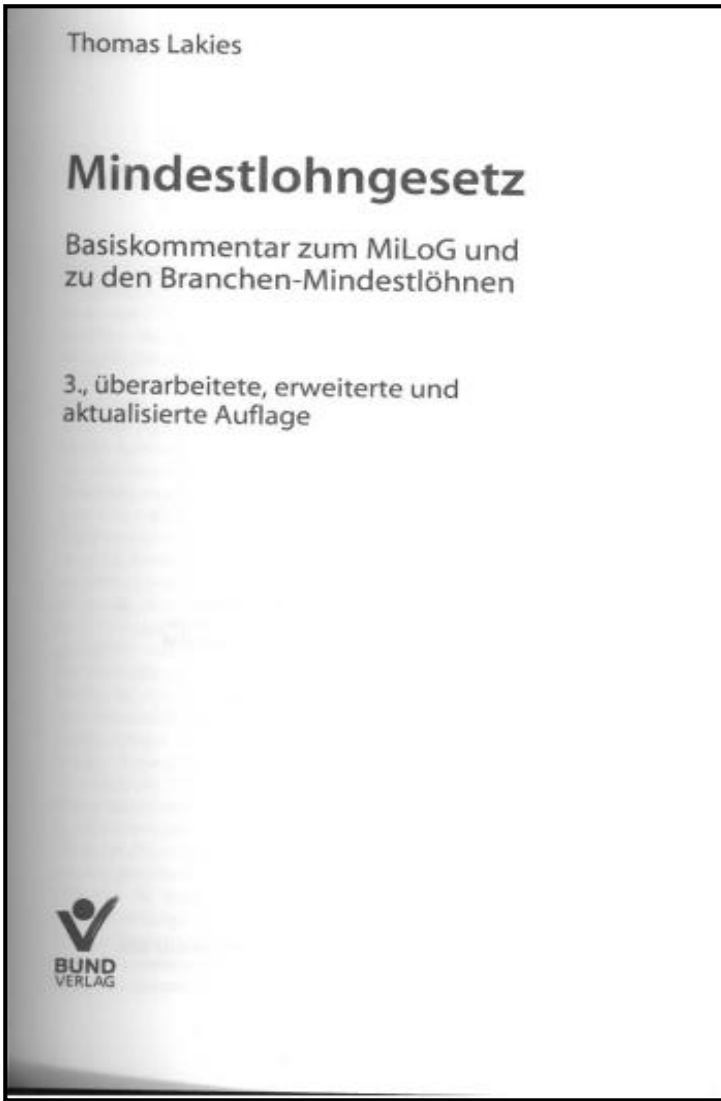 Thomas Lakies
Mindestlohngesetz
Basiskommentar zum MiLoG und
zu den Branchen-Mindestlöhnen
3., überarbeitete, erweiterte und
aktualisierte Auflage
BUND
VERLAG